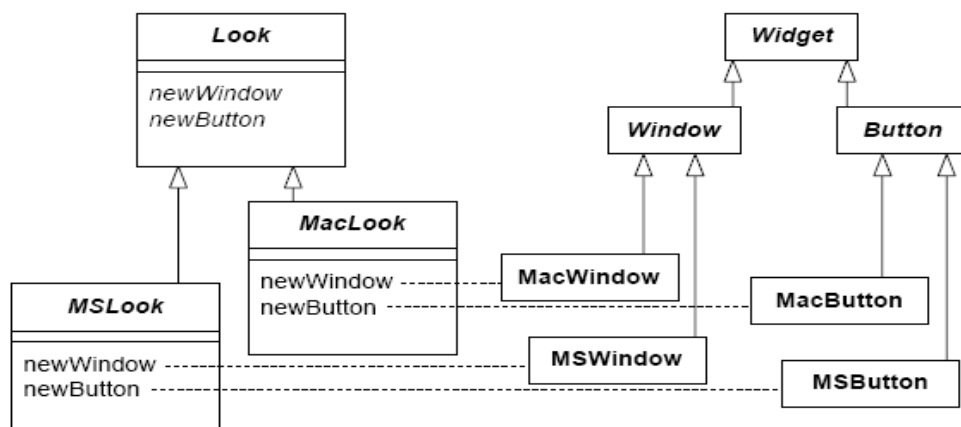 Look
newWindow
newButton
Widget
Window
Button
MacLook
newWindow
newButton
MacWindow
MacButton
MSLook
newWindow
newButton
MSWindow
MSButton